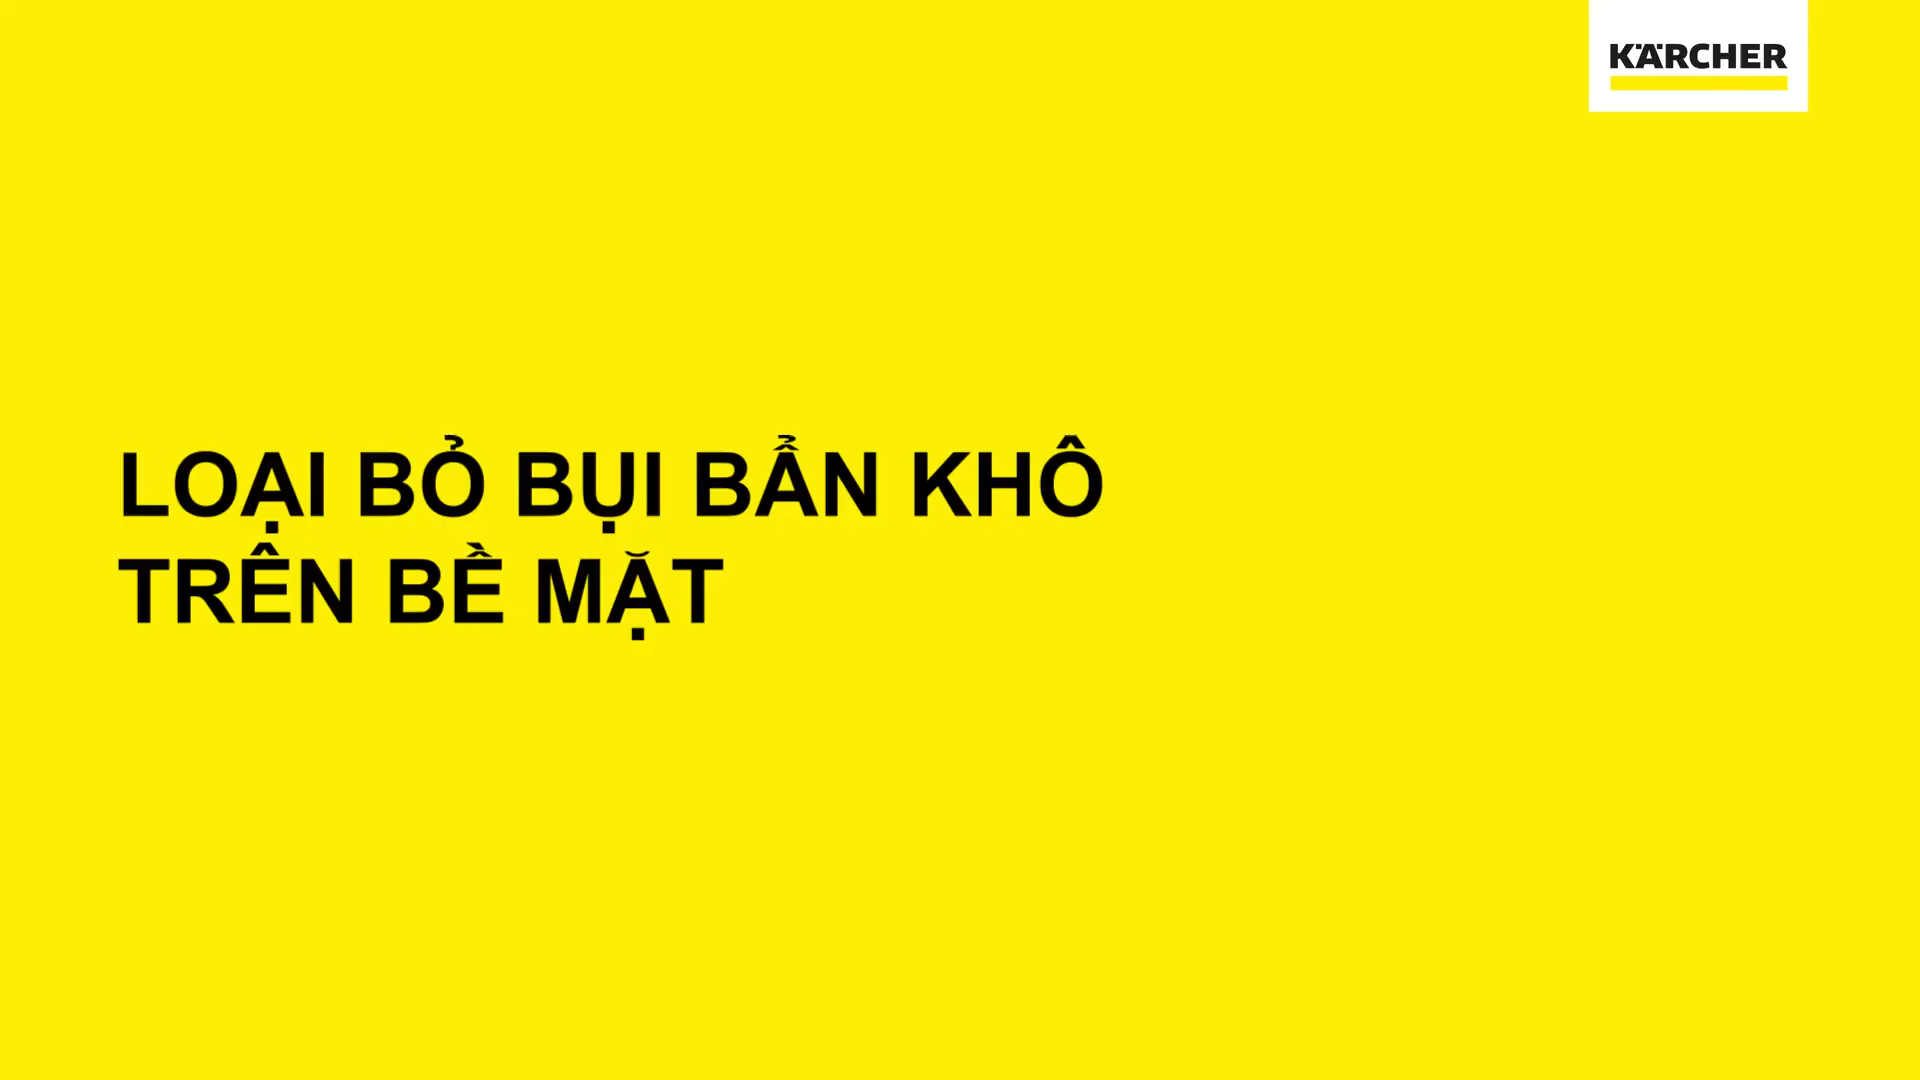 KÄRCHER
LOẠI BỎ BỤI BẨN KHÔ
TRÊN BỀ MẶT